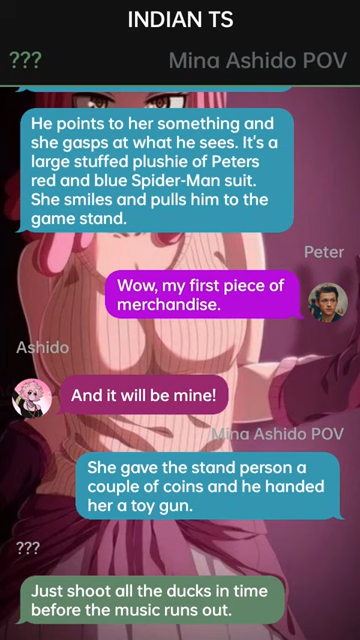 INDIAN TS
???
Mina Ashido POV
He points to her something and
she gasps at what he sees. It's a
large stuffed plushie of Peters
red and blue Spider-Man suit.
She smiles and pulls him to the
game stand.
Peter
Wow, my first piece of
merchandise.
Ashido
And it will be mine!
Mina Ashido POV
She gave the stand person a
couple of coins and he handed
her a toy gun.
???
Just shoot all the ducks in time
before the music runs out.